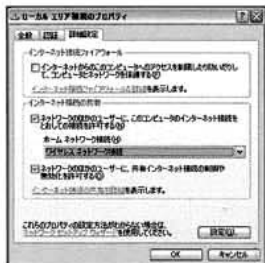 ローカル エリア接続のプロパティ
全般 認証 詳細設定
インターネット接続ファイアウォール
インターネットからのこのコンピュータへのアクセスを制限したり防いだりして、コンピュータとネットワークを保護する(P)
インターネット接続ファイアウォールの詳細を表示します。
インターネット接続の共有
ネットワークのほかのユーザーに、このコンピュータのインターネット接続をとおしての接続を許可する(N)
ホーム ネットワーク接続(H)
ワイヤレス ネットワーク接続
ネットワークのほかのユーザーに、共有インターネット接続の制御や無効化を許可する(O)
インターネット接続の共有の詳細を表示します。
これらのプロパティの設定方法がわからない場合は、
ネットワーク セットアップ ウィザードを使用してください。
設定(G)...
OK キャンセル